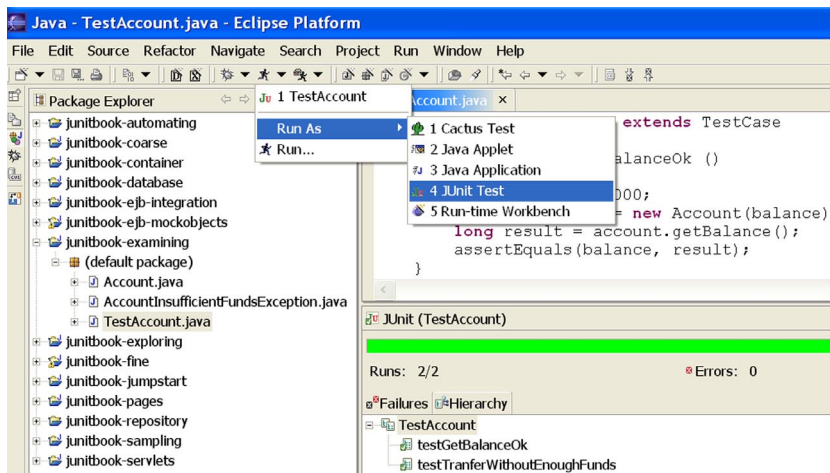 Java - TestAccount.java - Eclipse Platform
File Edit Source Refactor Navigate Search Project Run Window Help
Package Explorer
junitbook-automating
junitbook-coarse
junitbook-container
junitbook-database
junitbook-ejb-integration
junitbook-ejb-mockobjects
junitbook-examining
(default package)
Account.java
AccountInsufficientFundsException.java
TestAccount.java
junitbook-exploring
junitbook-fine
junitbook-jumpstart
junitbook-pages
junitbook-repository
junitbook-sampling
junitbook-servlets
Ju 1 TestAccount
Run As
Run...
1 Cactus Test
2 Java Applet
3 Java Application
4 JUnit Test
5 Run-time Workbench
Account.java
extends TestCase
alanceOk ()
000;
= new Account(balance)
long result = account.getBalance();
assertEquals(balance, result);
}
JUnit (TestAccount)
Runs: 2/2 Errors: 0
Failures Hierarchy
TestAccount
testGetBalanceOk
testTranferWithoutEnoughFunds